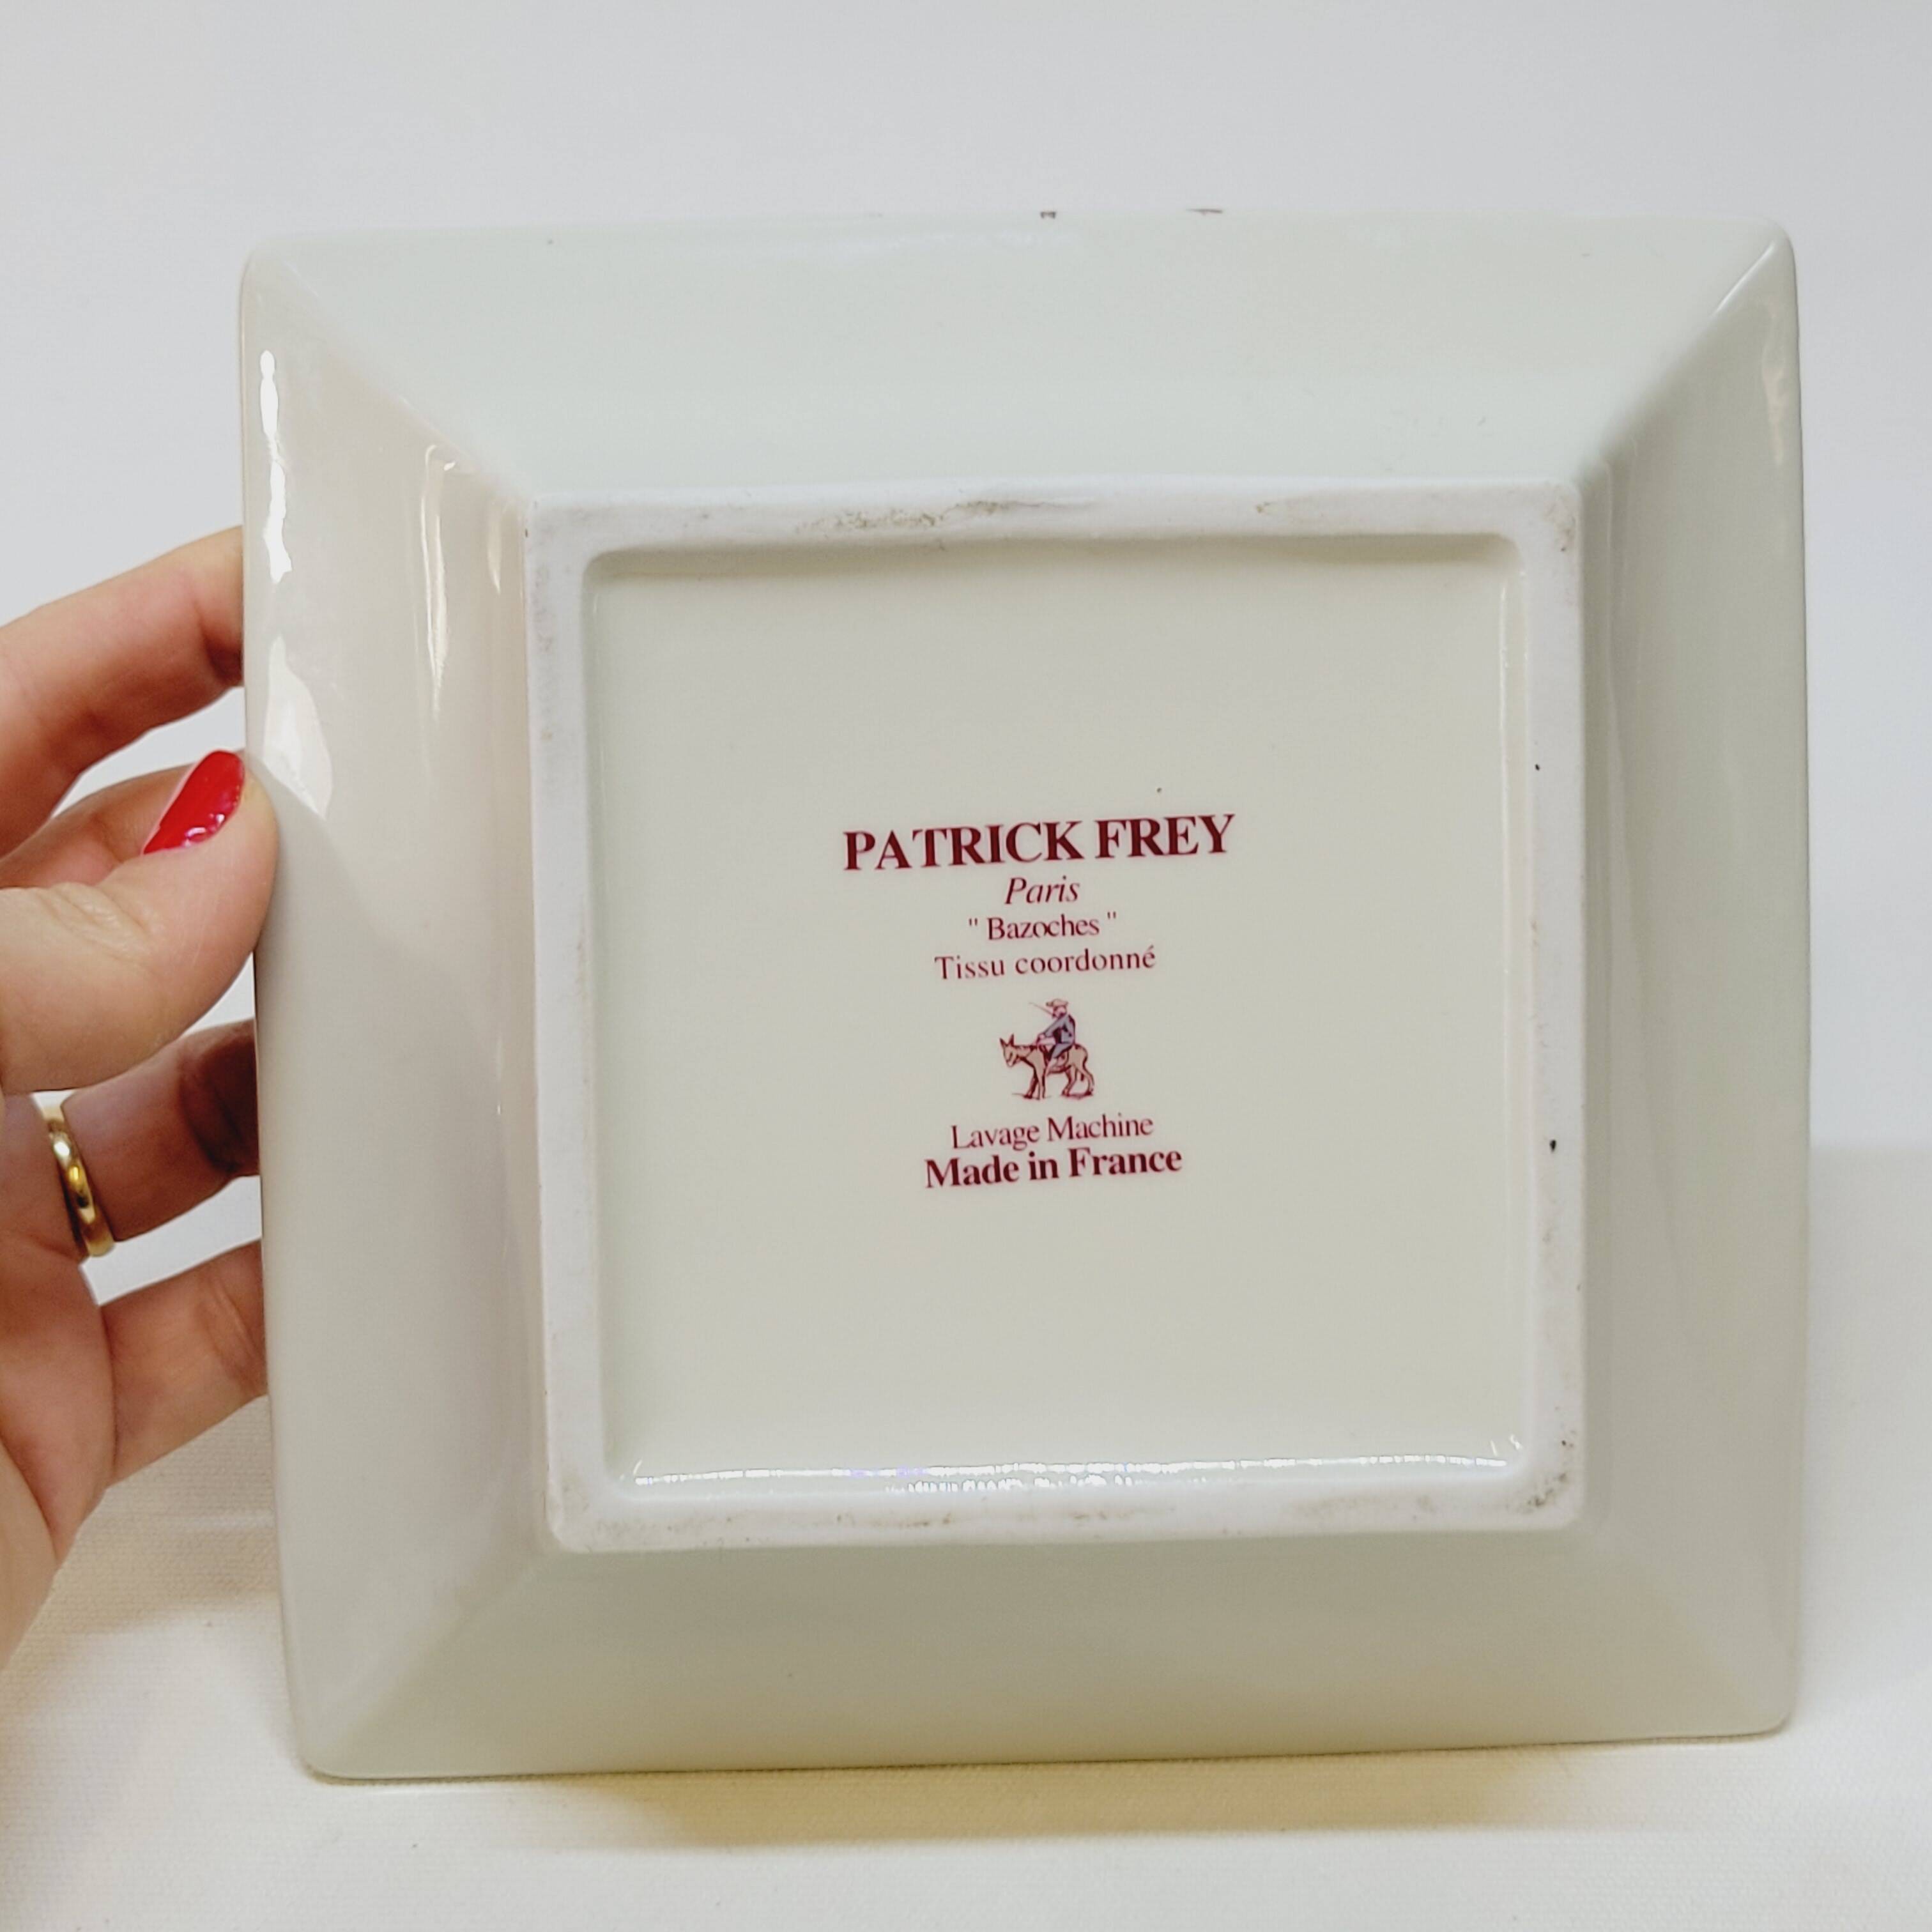 PATRICK FREY
Paris
" Bazoches "
Tissu coordonné
Lavage Machine
Made in France